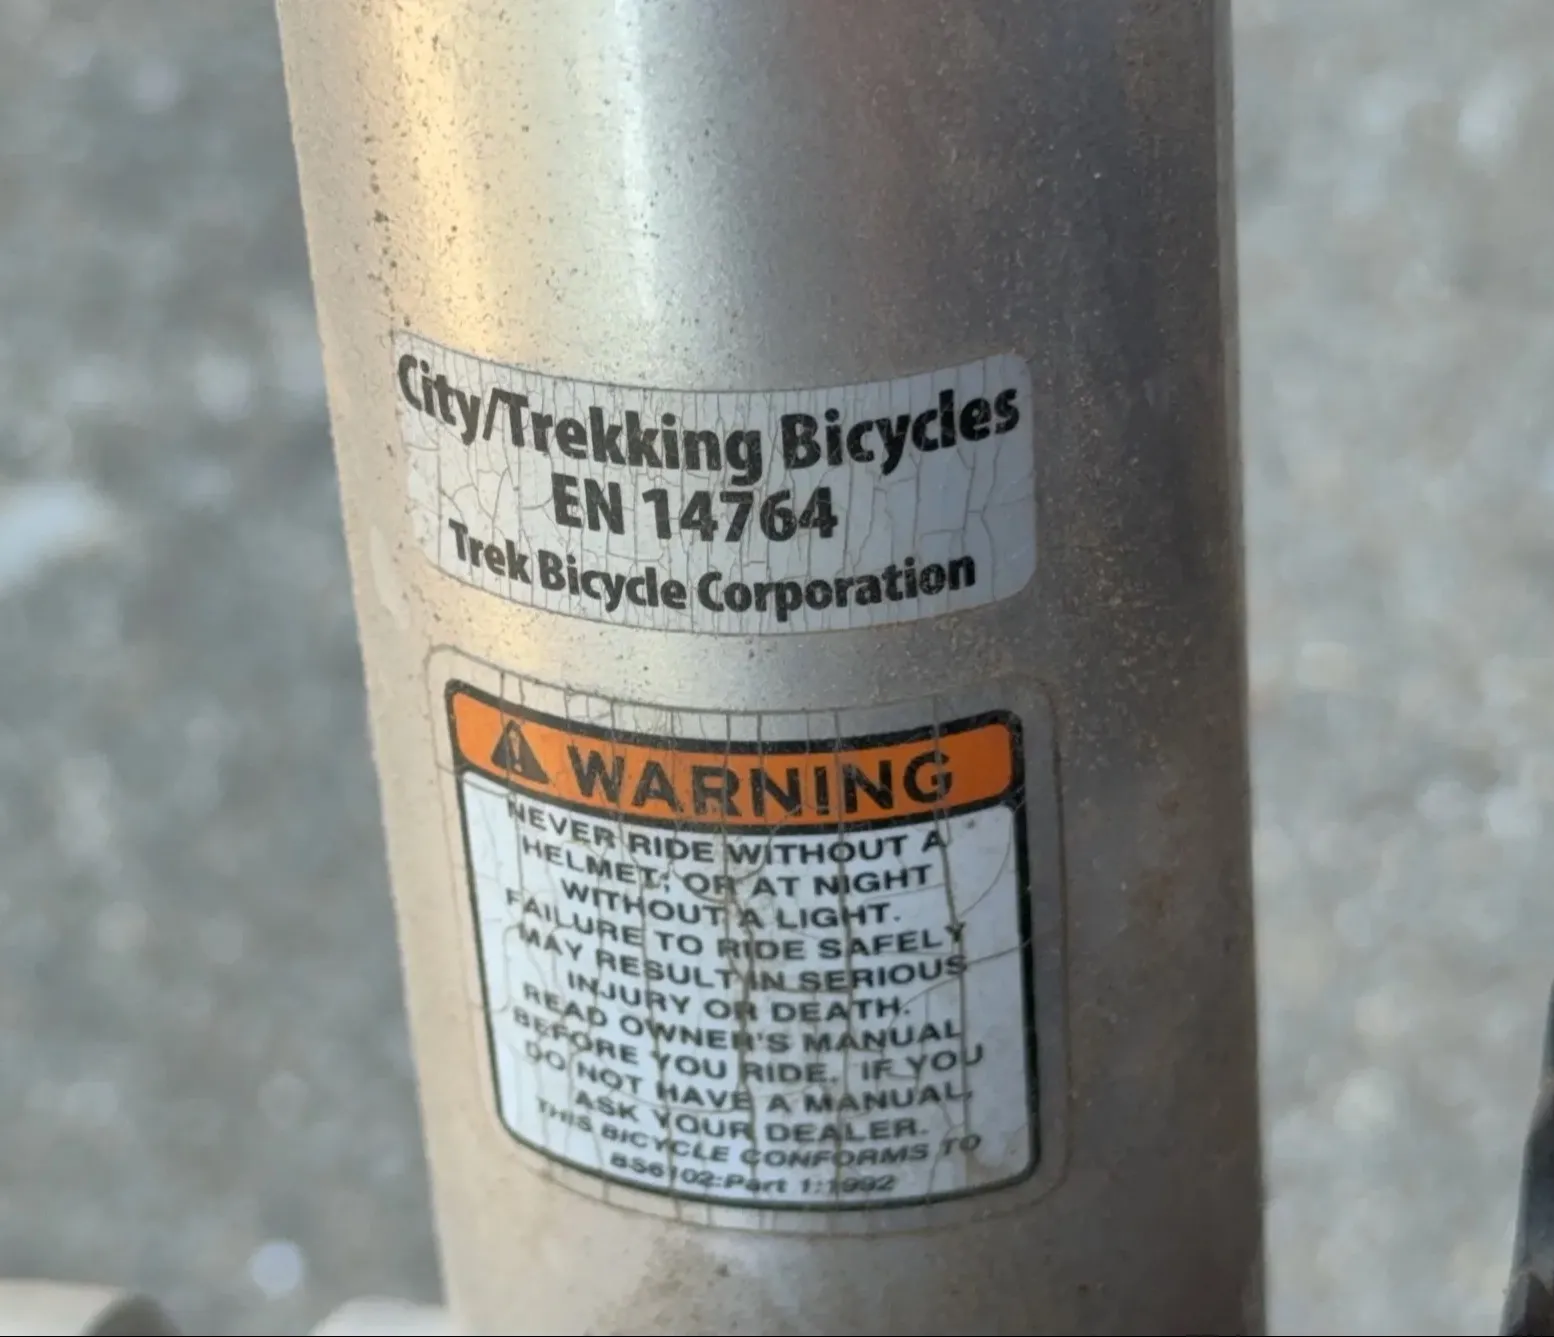 City/Trekking Bicycles
EN 14764
Trek Bicycle Corporation
WARNING
NEVER RIDE WITHOUT A
HELMET; OR AT NIGHT
WITHOUT A LIGHT.
FAILURE TO RIDE SAFELY
MAY RESULT IN SERIOUS
INJURY OR DEATH.
READ OWNER'S MANUAL
BEFORE YOU RIDE. IF YOU
DO NOT HAVE A MANUAL,
ASK YOUR DEALER.
THIS BICYCLE CONFORMS TO
BS6102:Part 1:1992